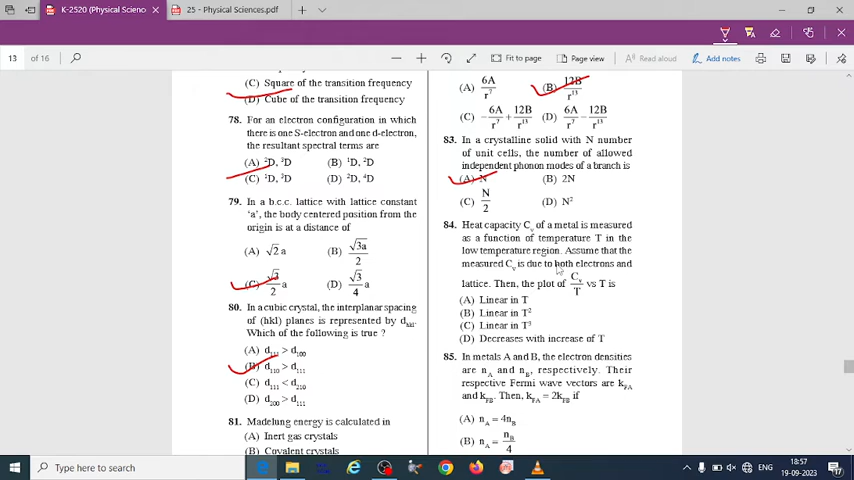 K-2520 (Physical Scienc
25 - Physical Sciences.pdf
13 of 16
Fit to page
Page view
Read aloud
Add notes
(C) Square of the transition frequency
(D) Cube of the transition frequency
78. For an electron configuration in which
there is one S-electron and one d-electron,
the resultant spectral terms are
(A) ²D, ³D (B) ¹D, ²D
(C) ¹D, ³D (D) ²D, ⁴D
79. In a b.c.c. lattice with lattice constant
'a', the body centered position from the
origin is at a distance of
(A) √2 a (B) √3a/2
(C) √3/2 a (D) √3/4 a
80. In a cubic crystal, the interplanar spacing
of (hkl) planes is represented by d_hkl.
Which of the following is true ?
(A) d₁₁₁ > d₁₀₀
(B) d₁₁₀ > d₁₁₁
(C) d₁₁₁ < d₂₁₀
(D) d₂₀₀ > d₁₁₁
81. Madelung energy is calculated in
(A) Inert gas crystals
(B) Covalent crystals
(A) 6A/r⁷ (B) 12B/r¹³
(C) -6A/r⁷ + 12B/r¹³ (D) 6A/r⁷ - 12B/r¹³
83. In a crystalline solid with N number
of unit cells, the number of allowed
independent phonon modes of a branch is
(A) N (B) 2N
(C) N/2 (D) N²
84. Heat capacity Cᵥ of a metal is measured
as a function of temperature T in the
low temperature region. Assume that the
measured Cᵥ is due to both electrons and
lattice. Then, the plot of Cᵥ/T vs T is
(A) Linear in T
(B) Linear in T²
(C) Linear in T³
(D) Decreases with increase of T
85. In metals A and B, the electron densities
are n_A and n_B, respectively. Their
respective Fermi wave vectors are k_FA
and k_FB. Then, k_FA = 2k_FB if
(A) n_A = 4n_B
(B) n_A = n_B/4
Type here to search
ENG
18:57
19-09-2023